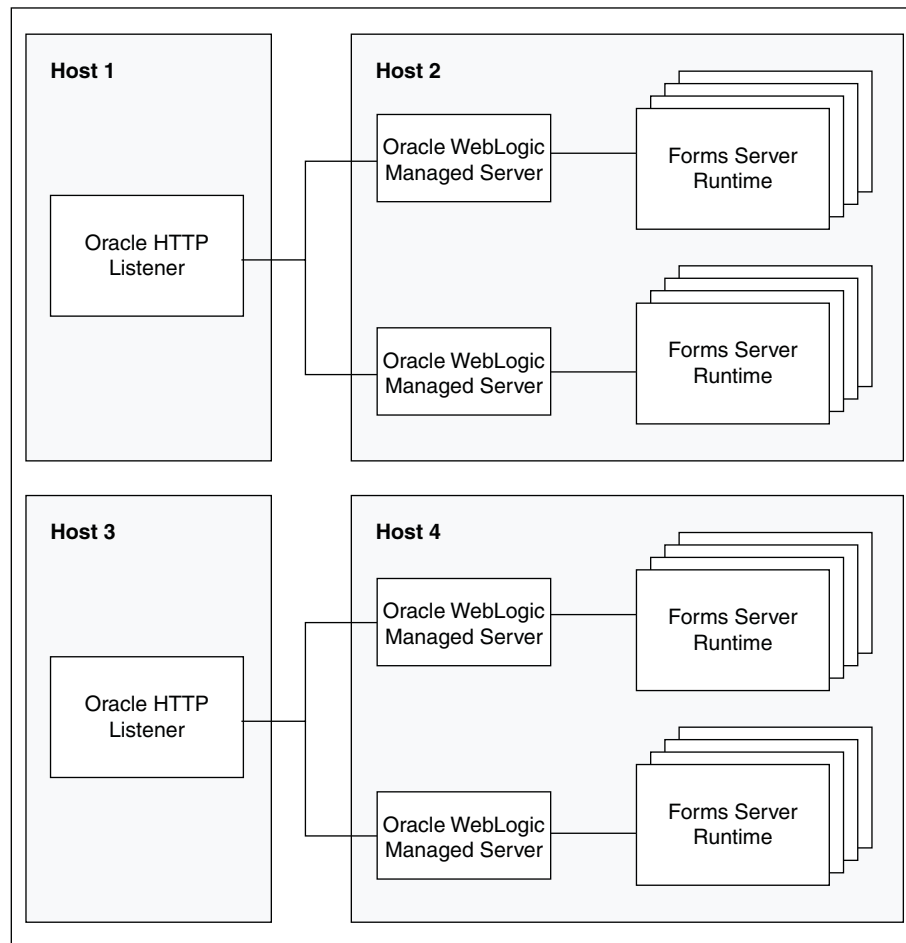 Host 1
Oracle HTTP
Listener
Host 2
Oracle WebLogic
Managed Server
Forms Server
Runtime
Oracle WebLogic
Managed Server
Forms Server
Runtime
Host 3
Oracle HTTP
Listener
Host 4
Oracle WebLogic
Managed Server
Forms Server
Runtime
Oracle WebLogic
Managed Server
Forms Server
Runtime